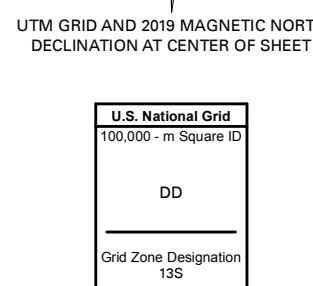 UTM GRID AND 2019 MAGNETIC NORT
DECLINATION AT CENTER OF SHEET
U.S. National Grid
100,000 - m Square ID
DD
Grid Zone Designation
13S